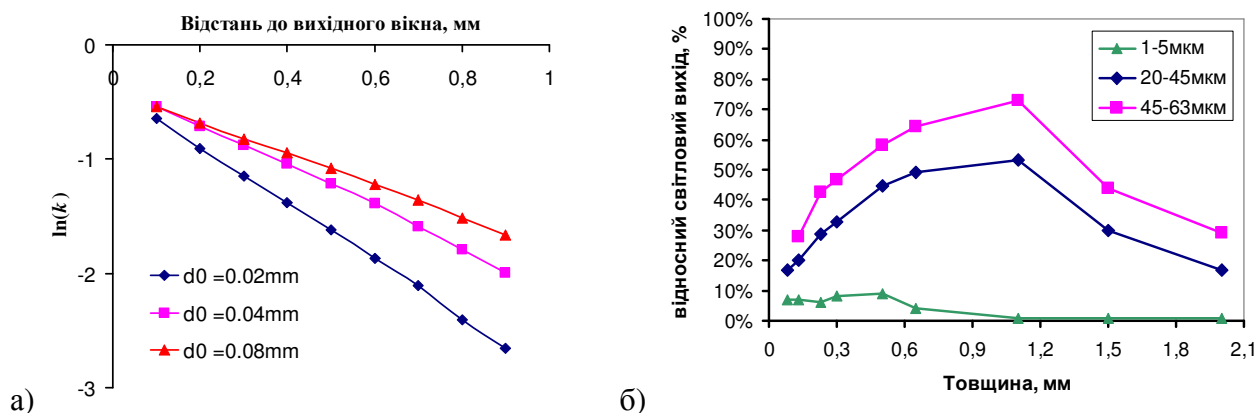 Відстань до вихідного вікна, мм
0
0 0,2 0,4 0,6 0,8 1
-1
-2
-3
ln(k)
d0 =0.02mm
d0 =0.04mm
d0 =0.08mm
а)
100%
90%
80%
70%
60%
50%
40%
30%
20%
10%
0%
відносний світловий вихід, %
1-5мкм
20-45мкм
45-63мкм
0 0,3 0,6 0,9 1,2 1,5 1,8 2,1
Товщина, мм
б)